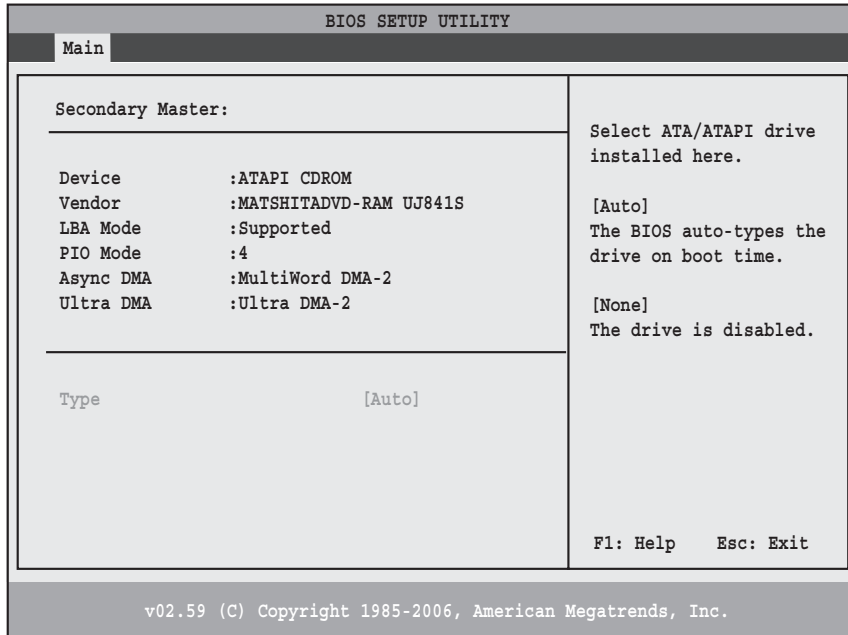 BIOS SETUP UTILITY
Main
Secondary Master:
Device :ATAPI CDROM
Vendor :MATSHITADVD-RAM UJ841S
LBA Mode :Supported
PIO Mode :4
Async DMA :MultiWord DMA-2
Ultra DMA :Ultra DMA-2
Type [Auto]
Select ATA/ATAPI drive
installed here.
[Auto]
The BIOS auto-types the
drive on boot time.
[None]
The drive is disabled.
F1: Help Esc: Exit
v02.59 (C) Copyright 1985-2006, American Megatrends, Inc.